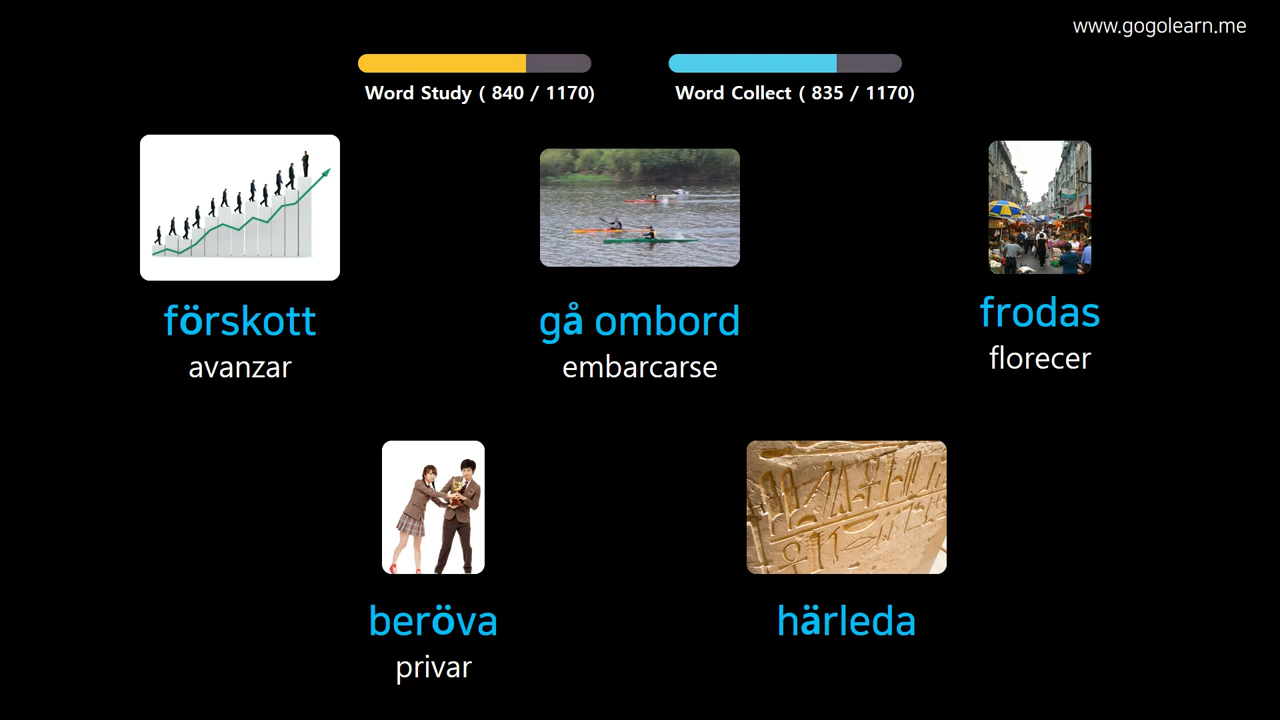 www.gogolearn.me
Word Study ( 840 / 1170)
Word Collect ( 835 / 1170)
förskott
avanzar
gå ombord
embarcarse
frodas
florecer
beröva
privar
härleda